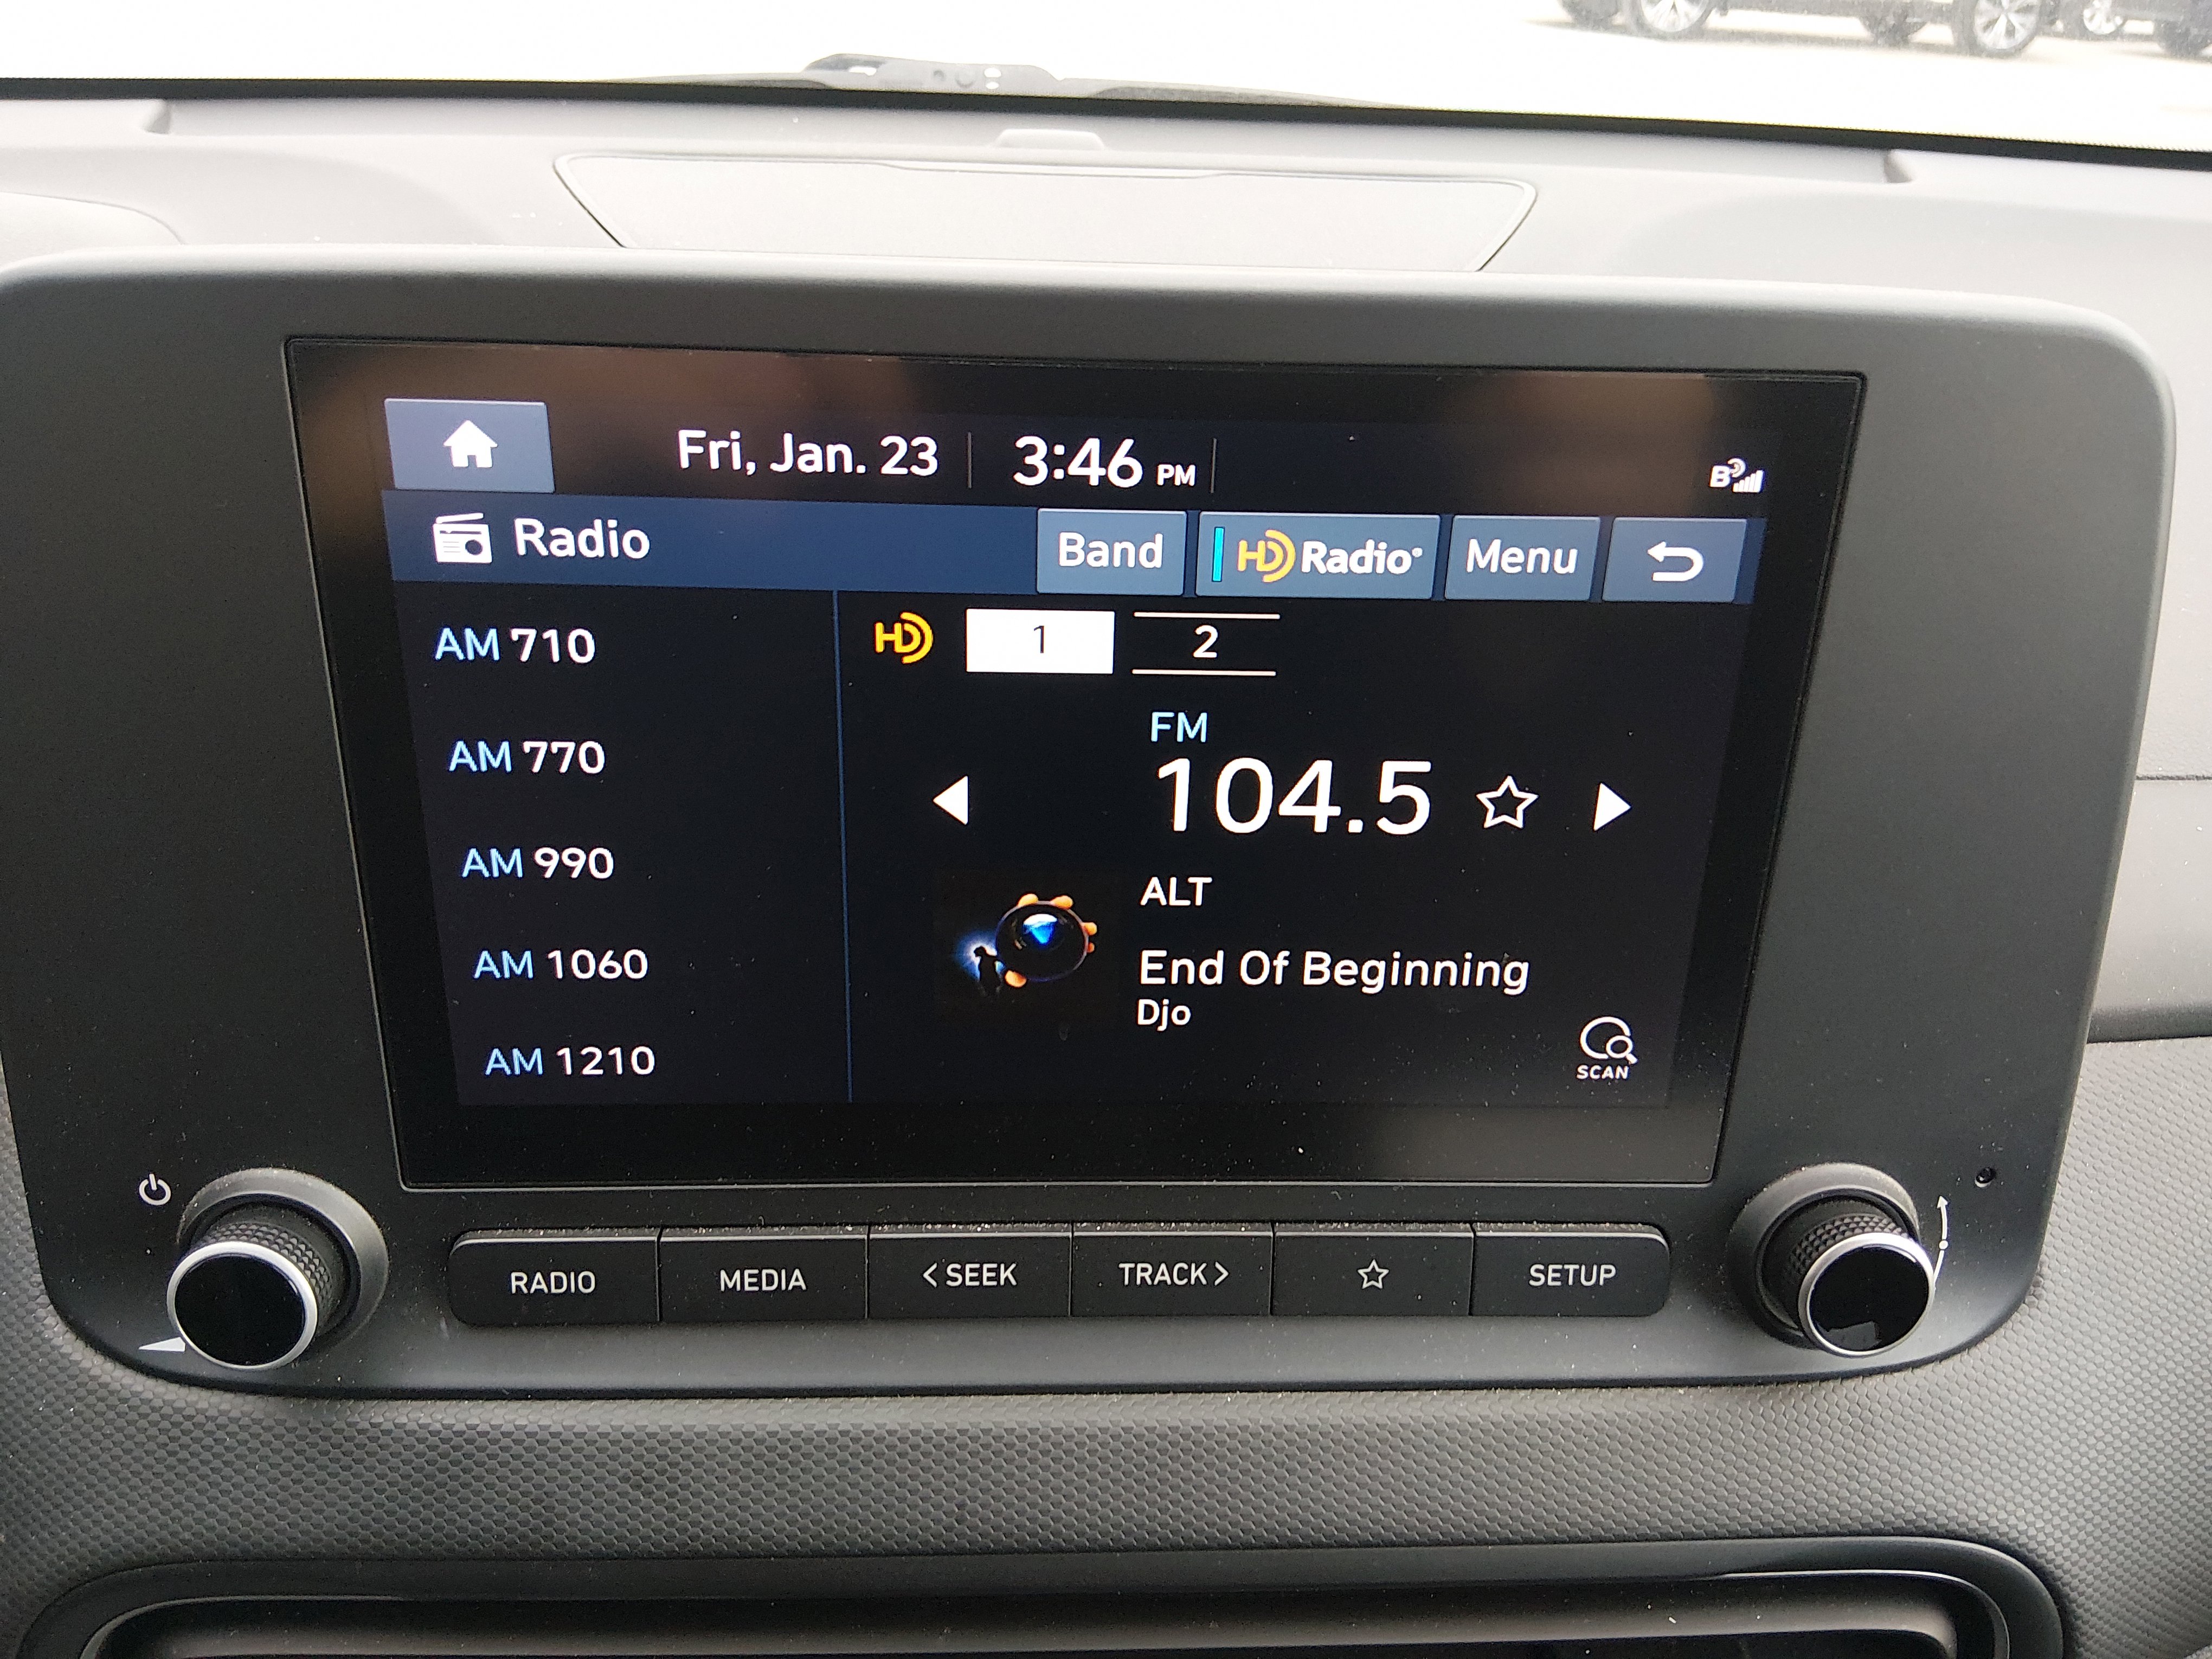 Fri, Jan. 23 3:46 PM B
Radio Band HD Radio® Menu
AM 710
AM 770
AM 990
AM 1060
AM 1210
HD 1 2
FM
104.5
ALT
End Of Beginning
Djo
SCAN
RADIO MEDIA < SEEK TRACK > SETUP